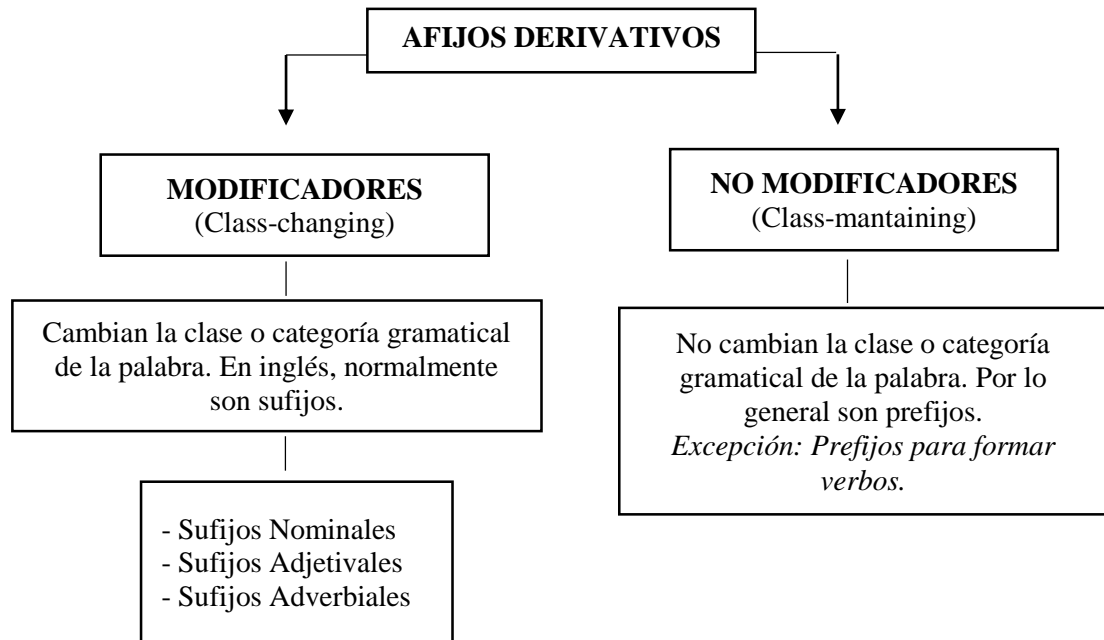 AFIJOS DERIVATIVOS
MODIFICADORES
(Class-changing)
NO MODIFICADORES
(Class-mantaining)
Cambian la clase o categoría gramatical
de la palabra. En inglés, normalmente
son sufijos.
No cambian la clase o categoría
gramatical de la palabra. Por lo
general son prefijos.
Excepción: Prefijos para formar
verbos.
- Sufijos Nominales
- Sufijos Adjetivales
- Sufijos Adverbiales